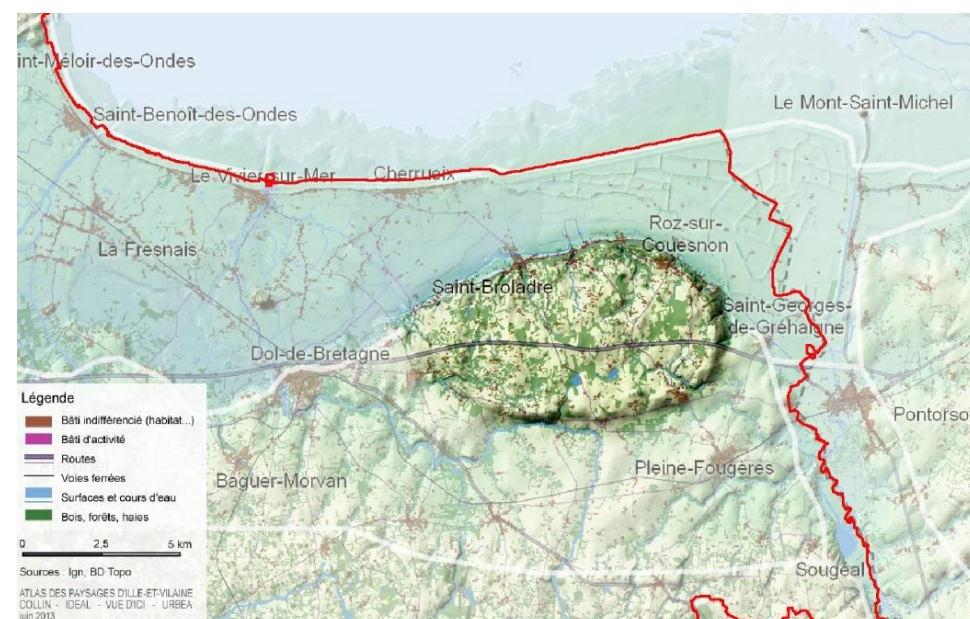 int-Méloir-des-Ondes
Saint-Benoît-des-Ondes
Le Mont-Saint-Michel
Le Vivier-sur-Mer
Cherrueix
La Fresnais
Roz-sur-
Couesnon
Saint-Broladre
Saint-Georges-
de-Gréhaigne
Dol-de-Bretagne
Pontorso
Pleine-Fougères
Baguer-Morvan
Sougéal
Légende
Bâti indifférencié (habitat...)
Bâti d'activité
Routes
Voies ferrées
Surfaces et cours d'eau
Bois, forêts, haies
0 2,5 5 km
Sources : Ign, BD Topo
ATLAS DES PAYSAGES D'ILLE-ET-VILAINE
COLLIN - IDEAL - VUE D'ICI - URBEA
juin 2013